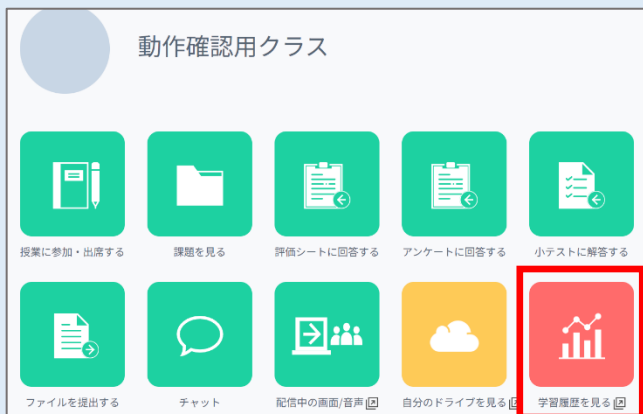 動作確認用クラス
授業に参加・出席する
課題を見る
評価シートに回答する
アンケートに回答する
小テストに解答する
ファイルを提出する
チャット
配信中の画面/音声
自分のドライブを見る
学習履歴を見る